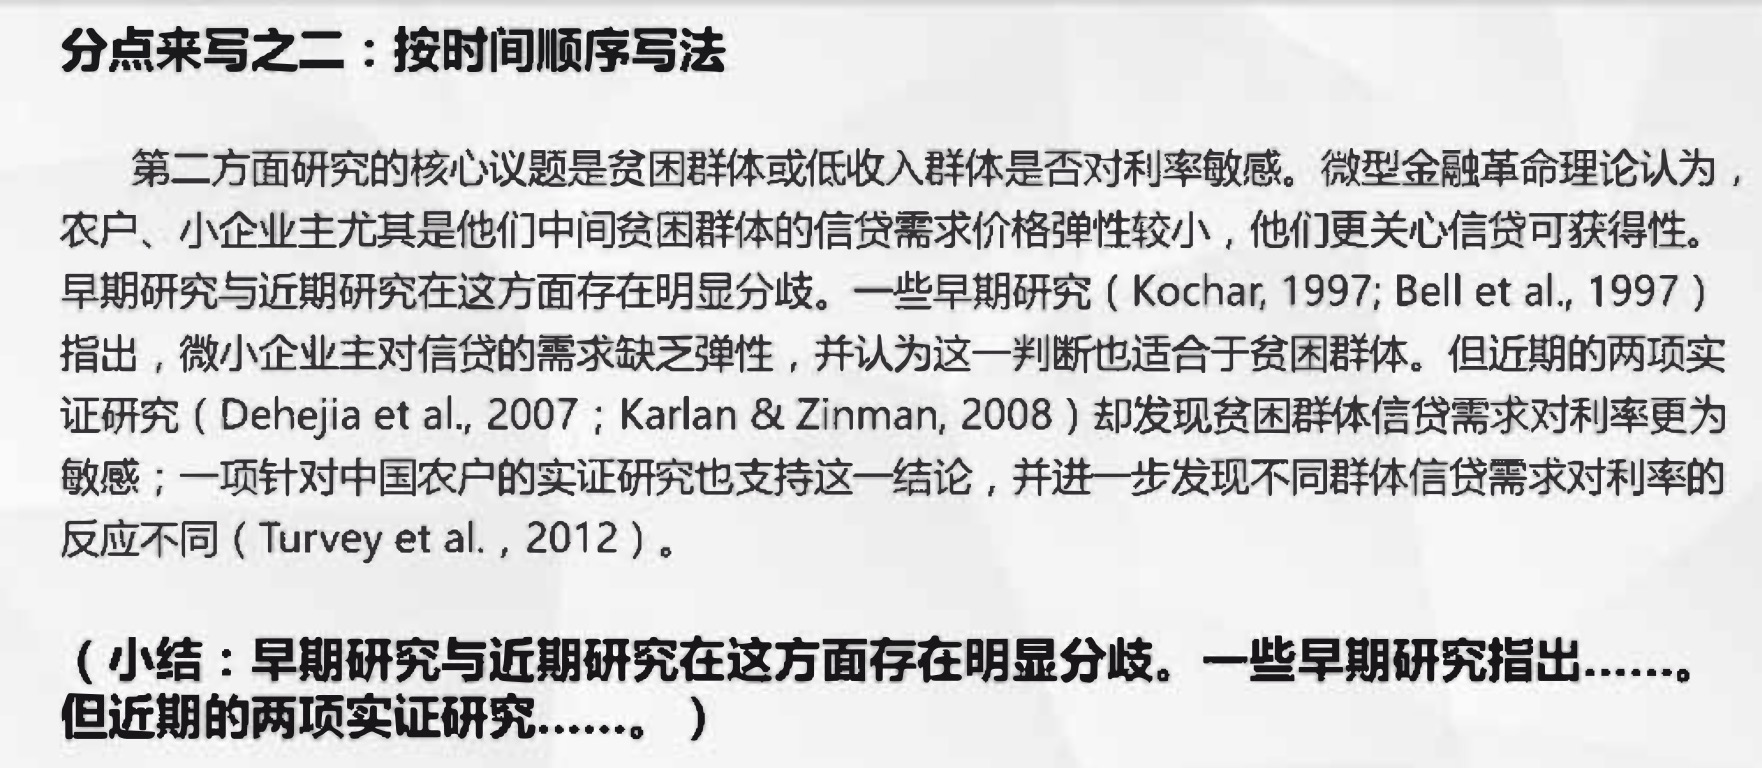 分点来写之二：按时间顺序写法
第二方面研究的核心议题是贫困群体或低收入群体是否对利率敏感。微型金融革命理论认为，
农户、小企业主尤其是他们中间贫困群体的信贷需求价格弹性较小，他们更关心信贷可获得性。
早期研究与近期研究在这方面存在明显分歧。一些早期研究（Kochar, 1997; Bell et al., 1997）
指出，微小企业主对信贷的需求缺乏弹性，并认为这一判断也适合于贫困群体。但近期的两项实
证研究（Dehejia et al., 2007；Karlan & Zinman, 2008）却发现贫困群体信贷需求对利率更为
敏感；一项针对中国农户的实证研究也支持这一结论，并进一步发现不同群体信贷需求对利率的
反应不同（Turvey et al.，2012）。
（小结：早期研究与近期研究在这方面存在明显分歧。一些早期研究指出……。
但近期的两项实证研究……。）